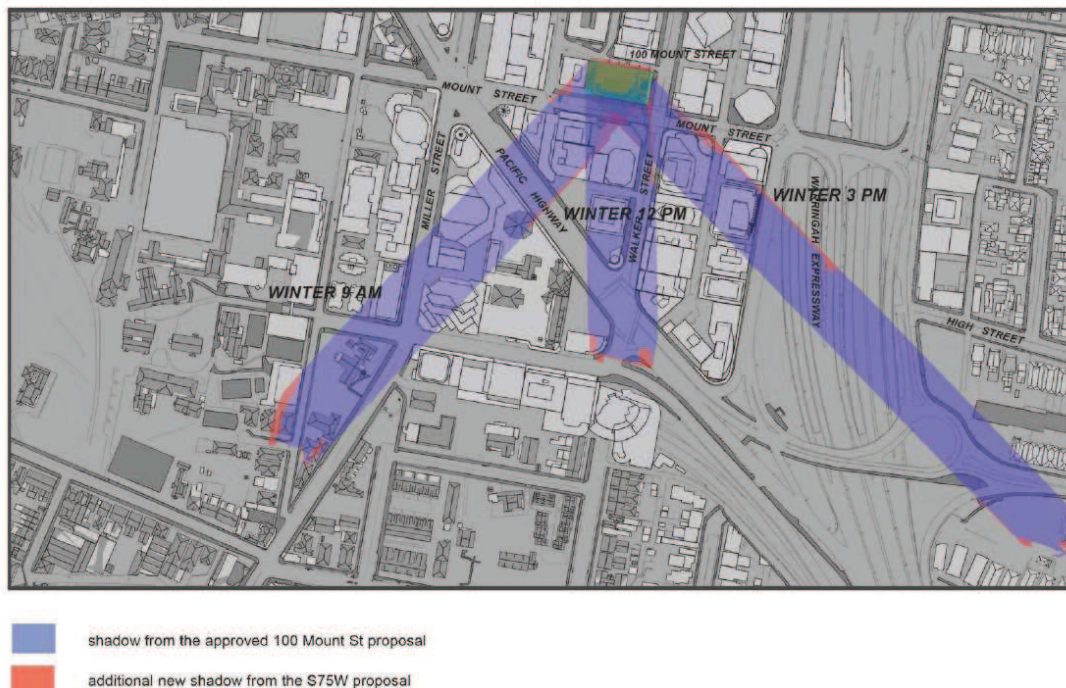 100 MOUNT STREET
MOUNT STREET
MOUNT STREET
MILLER STREET
PACIFIC HIGHWAY
WALKER STREET
WINTER 12 PM
WINTER 3 PM
WARRINGAH EXPRESSWAY
WINTER 9 AM
HIGH STREET
shadow from the approved 100 Mount St proposal
additional new shadow from the S75W proposal